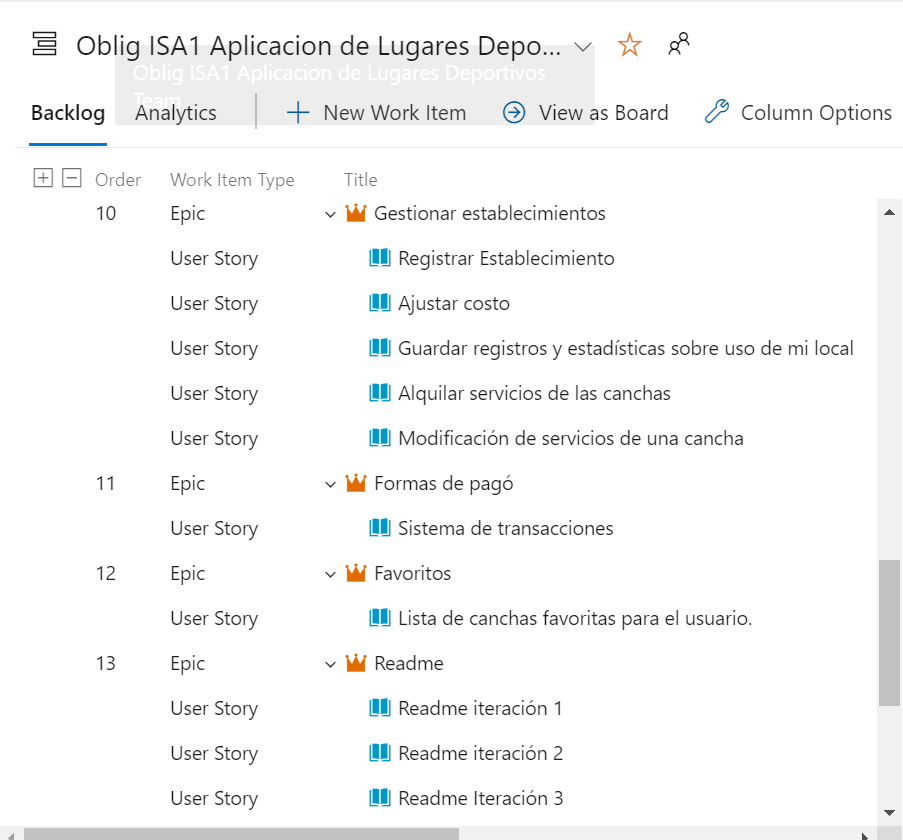 Oblig ISA1 Aplicacion de Lugares Depo...
Oblig ISA1 Aplicacion de Lugares Deportivos
Team
Backlog Analytics New Work Item View as Board Column Options
Order Work Item Type Title
10 Epic Gestionar establecimientos
User Story Registrar Establecimiento
User Story Ajustar costo
User Story Guardar registros y estadísticas sobre uso de mi local
User Story Alquilar servicios de las canchas
User Story Modificación de servicios de una cancha
11 Epic Formas de pagó
User Story Sistema de transacciones
12 Epic Favoritos
User Story Lista de canchas favoritas para el usuario.
13 Epic Readme
User Story Readme iteración 1
User Story Readme iteración 2
User Story Readme Iteración 3